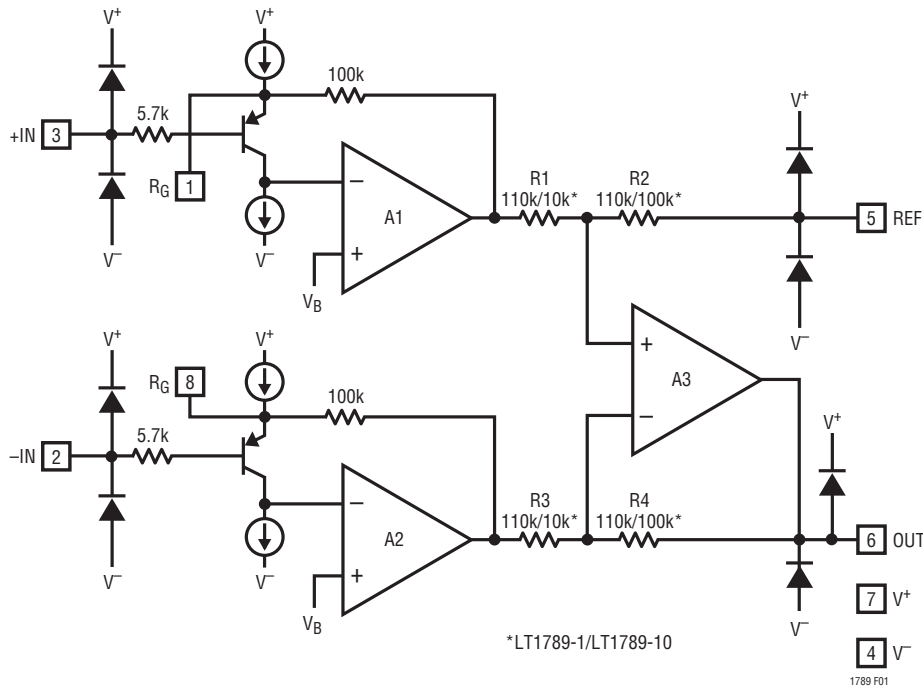 V+
V+
100k
5.7k
+IN 3
RG 1
V–
V–
A1
–
+
VB
R1
110k/10k*
R2
110k/100k*
V+
5 REF
V–
+
–
A3
V+
V+
RG 8
100k
5.7k
–IN 2
V–
V–
A2
–
+
VB
R3
110k/10k*
R4
110k/100k*
V+
6 OUT
V–
7 V+
4 V–
*LT1789-1/LT1789-10
1789 F01